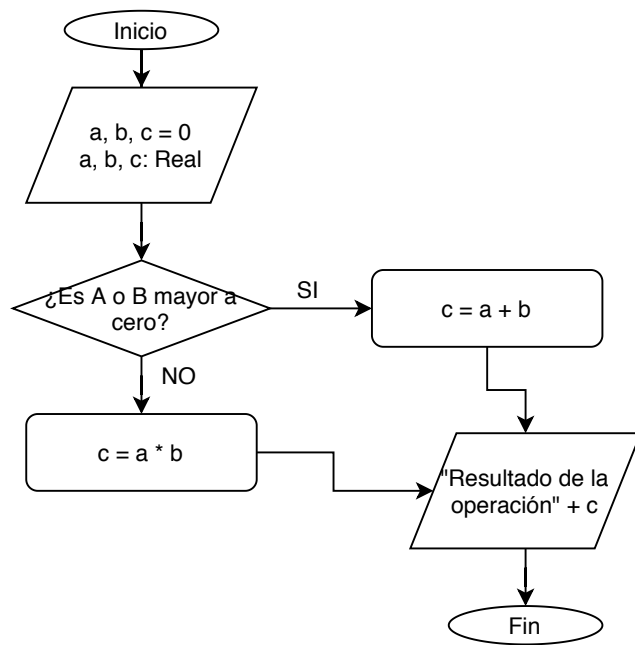 Inicio
a, b, c = 0
a, b, c: Real
¿Es A o B mayor a
cero?
SI
c = a + b
NO
c = a * b
"Resultado de la
operación" + c
Fin